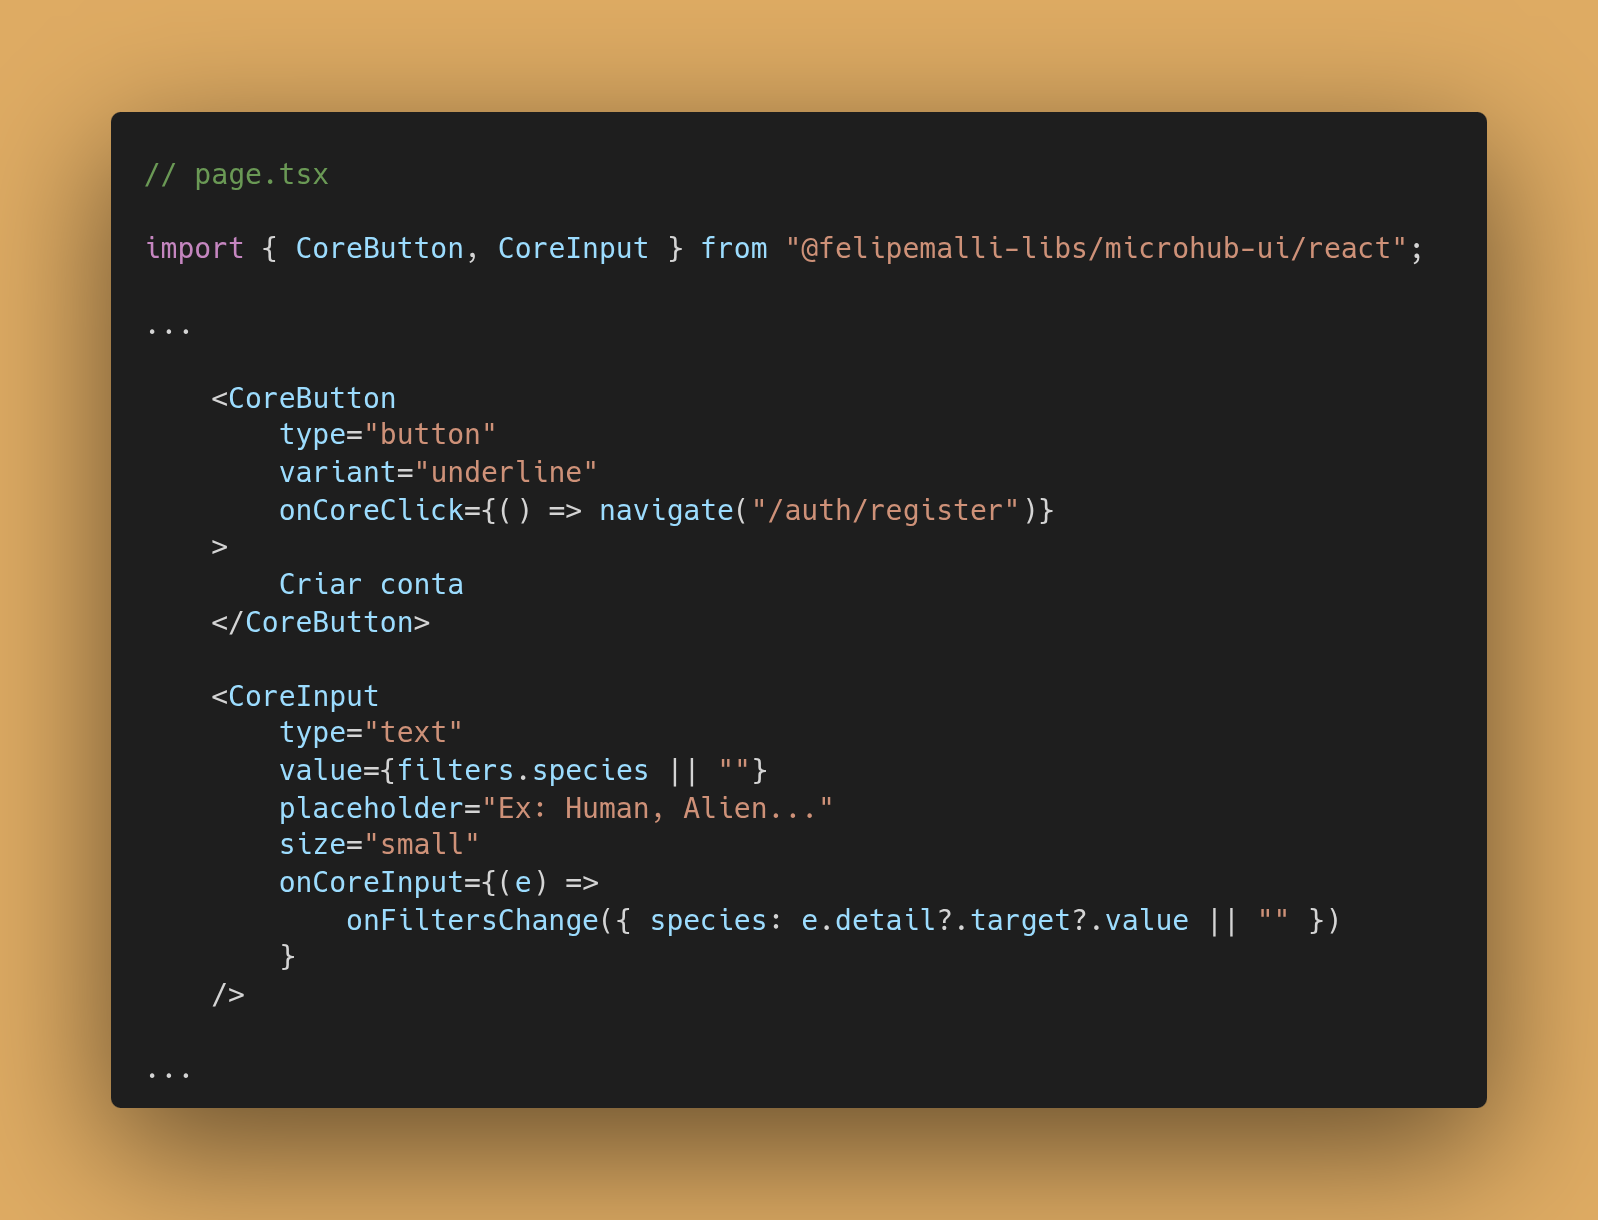 // page.tsx
import { CoreButton, CoreInput } from "@felipemalli-libs/microhub-ui/react";
...
    <CoreButton
        type="button"
        variant="underline"
        onCoreClick={() => navigate("/auth/register")}
    >
        Criar conta
    </CoreButton>
    <CoreInput
        type="text"
        value={filters.species || ""}
        placeholder="Ex: Human, Alien..."
        size="small"
        onCoreInput={(e) =>
            onFiltersChange({ species: e.detail?.target?.value || "" })
        }
    />
...